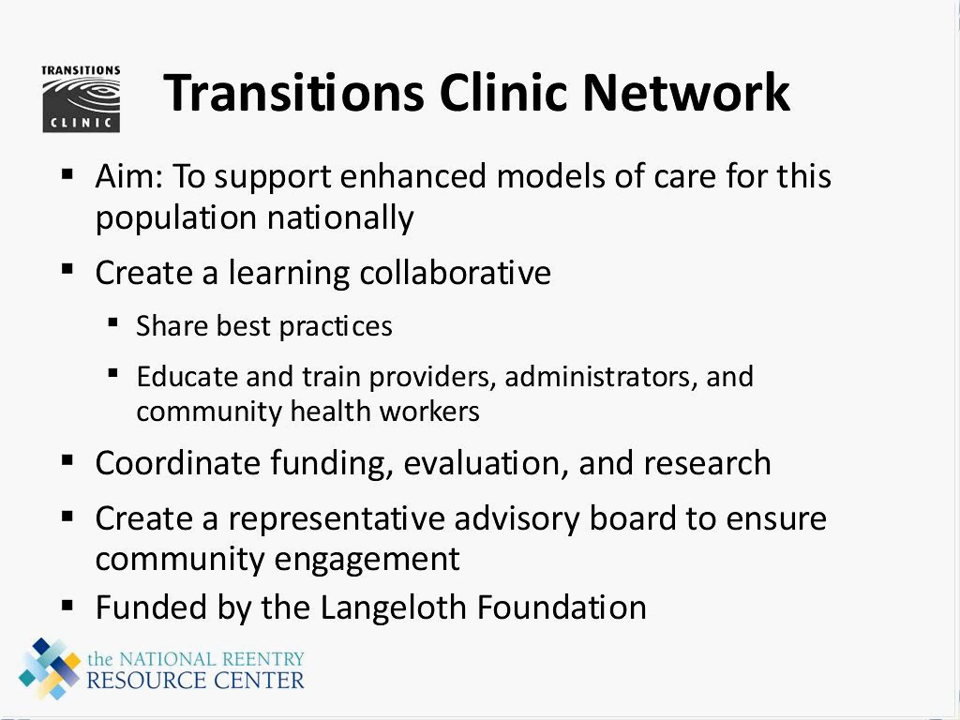 TRANSITIONS
CLINIC
Transitions Clinic Network
▪ Aim: To support enhanced models of care for this
population nationally
▪ Create a learning collaborative
▪ Share best practices
▪ Educate and train providers, administrators, and
community health workers
▪ Coordinate funding, evaluation, and research
▪ Create a representative advisory board to ensure
community engagement
▪ Funded by the Langeloth Foundation
the NATIONAL REENTRY
RESOURCE CENTER